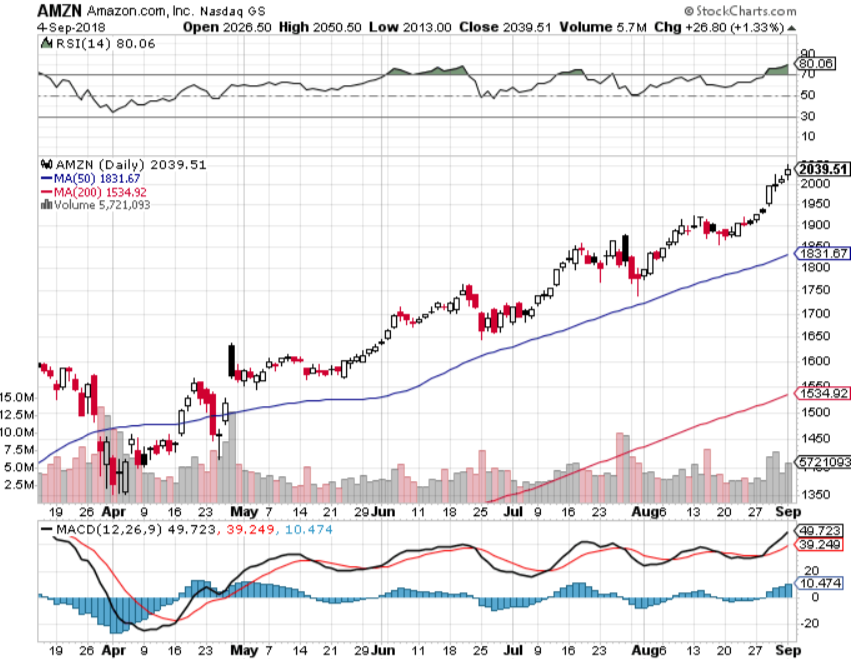 AMZN Amazon.com, Inc. Nasdaq GS © StockCharts.com
4-Sep-2018 Open 2026.50 High 2050.50 Low 2013.00 Close 2039.51 Volume 5.7M Chg +26.80 (+1.33%)
RSI(14) 80.06
90
80.06
70
50
30
10
AMZN (Daily) 2039.51
MA(50) 1831.67
MA(200) 1534.92
Volume 5,721,093
2039.51
2000
1950
1900
1850
1831.67
1800
1750
1700
1650
1600
1550
1534.92
1500
1450
5721093
1350
15.0M
12.5M
10.0M
7.5M
5.0M
2.5M
19 26 Apr 9 16 23 May 7 14 21 29 Jun 11 18 25 Jul 9 16 23 Aug 6 13 20 27 Sep
MACD(12,26,9) 49.723, 39.249, 10.474
49.723
39.249
20
10.474
0
-20
19 26 Apr 9 16 23 May 7 14 21 29 Jun 11 18 25 Jul 9 16 23 Aug 6 13 20 27 Sep